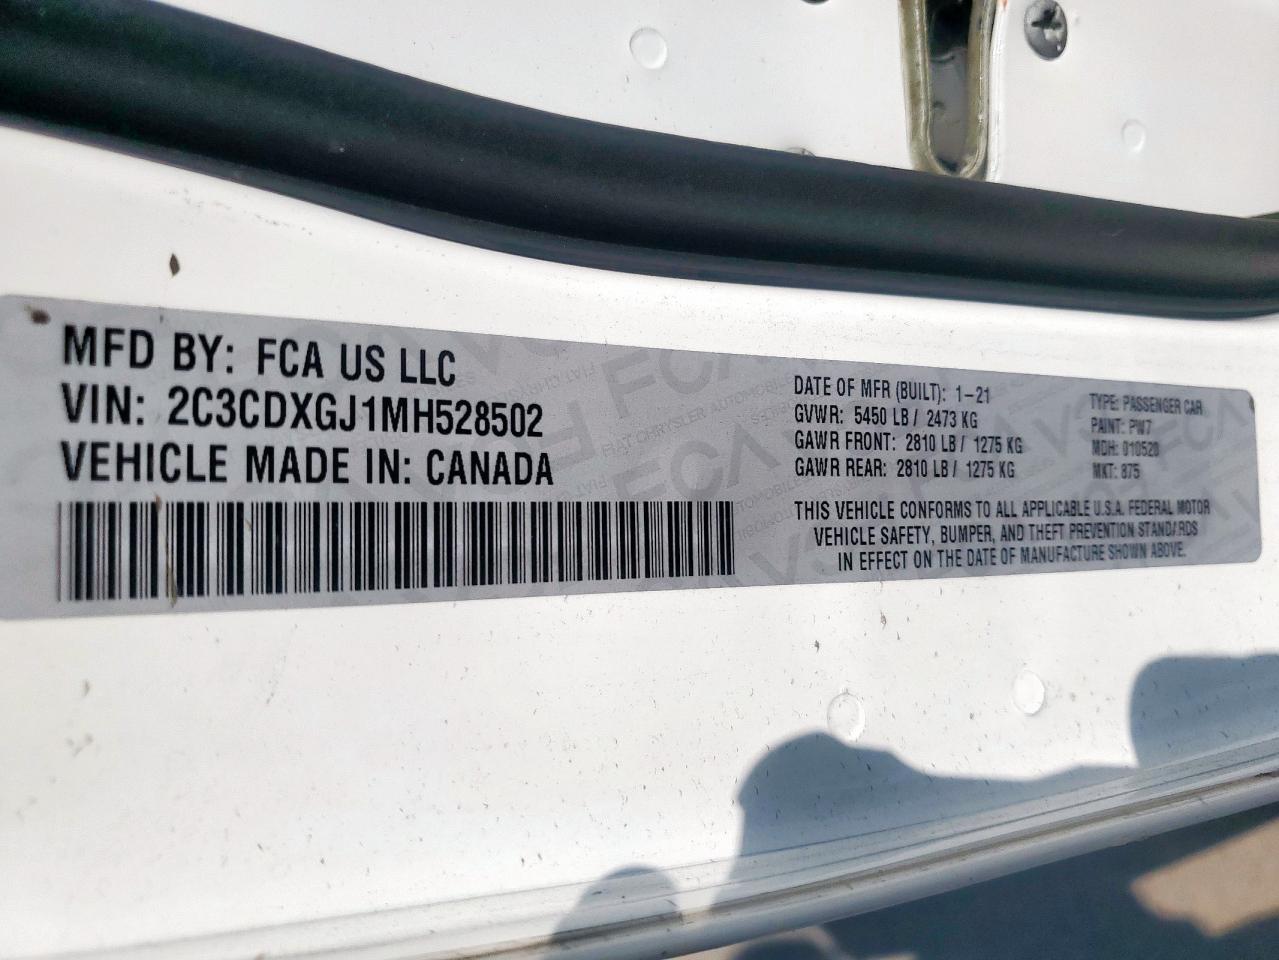 MFD BY: FCA US LLC
VIN: 2C3CDXGJ1MH528502
VEHICLE MADE IN: CANADA
DATE OF MFR (BUILT): 1-21
GVWR: 5450 LB / 2473 KG
GAWR FRONT: 2810 LB / 1275 KG
GAWR REAR: 2810 LB / 1275 KG
TYPE: PASSENGER CAR
PAINT: PW7
MDH: 010520
MKT: 875
THIS VEHICLE CONFORMS TO ALL APPLICABLE U.S.A. FEDERAL MOTOR
VEHICLE SAFETY, BUMPER, AND THEFT PREVENTION STANDARDS
IN EFFECT ON THE DATE OF MANUFACTURE SHOWN ABOVE.